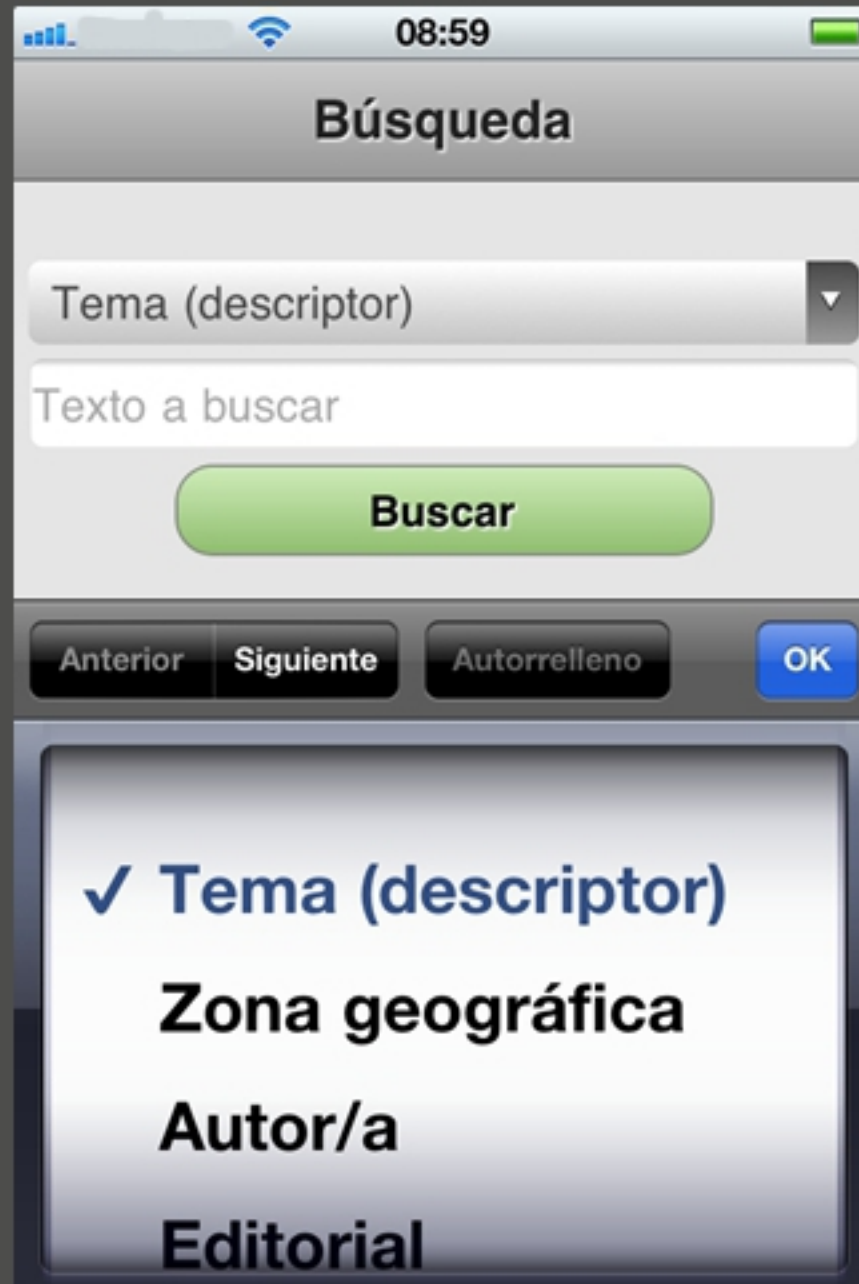 08:59
Búsqueda
Tema (descriptor)
Texto a buscar
Buscar
Anterior Siguiente Autorrelleno OK
✓ Tema (descriptor)
Zona geográfica
Autor/a
Editorial